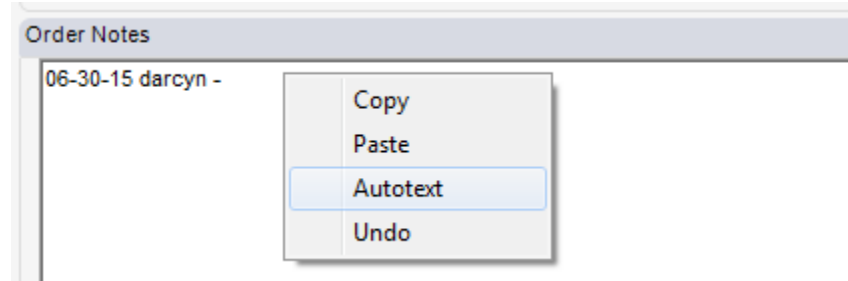 Order Notes
06-30-15 darcyn -
Copy
Paste
Autotext
Undo